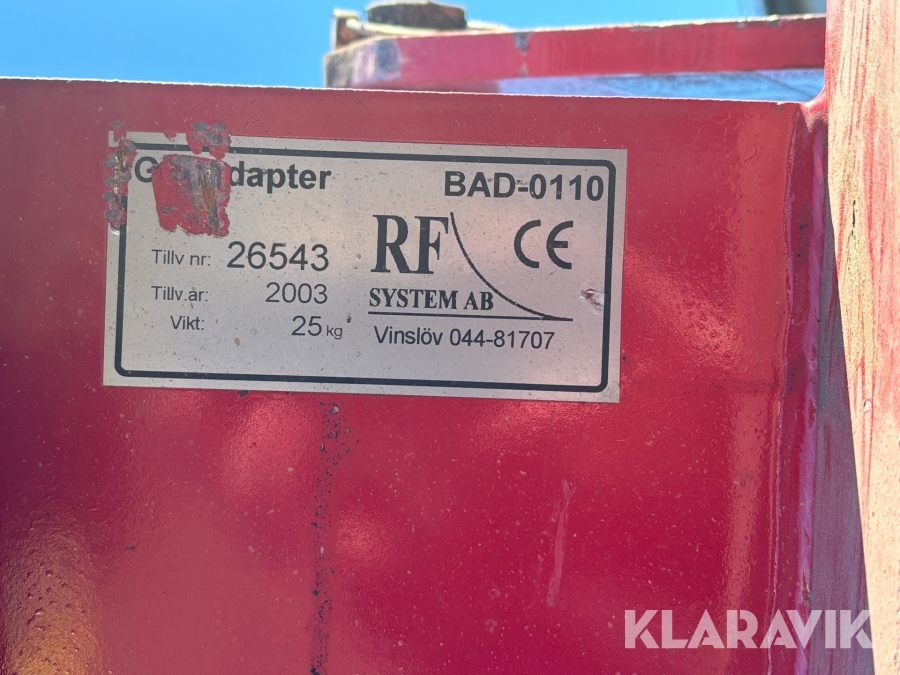 BAD-0110
Tillv nr: 26543
Tillv.år: 2003
Vikt: 25 kg
RF
SYSTEM AB
Vinslöv 044-81707
CE
KLARAVIK